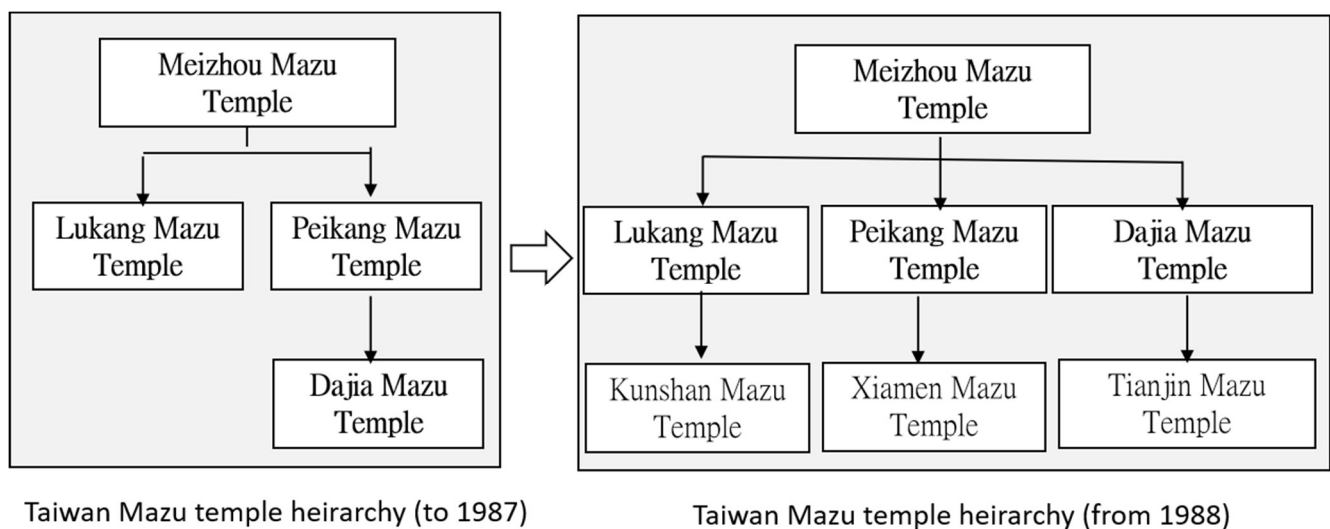 Meizhou Mazu
Temple
Lukang Mazu
Temple
Peikang Mazu
Temple
Dajia Mazu
Temple
Taiwan Mazu temple heirarchy (to 1987)
Meizhou Mazu
Temple
Lukang Mazu
Temple
Peikang Mazu
Temple
Dajia Mazu
Temple
Kunshan Mazu
Temple
Xiamen Mazu
Temple
Tianjin Mazu
Temple
Taiwan Mazu temple heirarchy (from 1988)